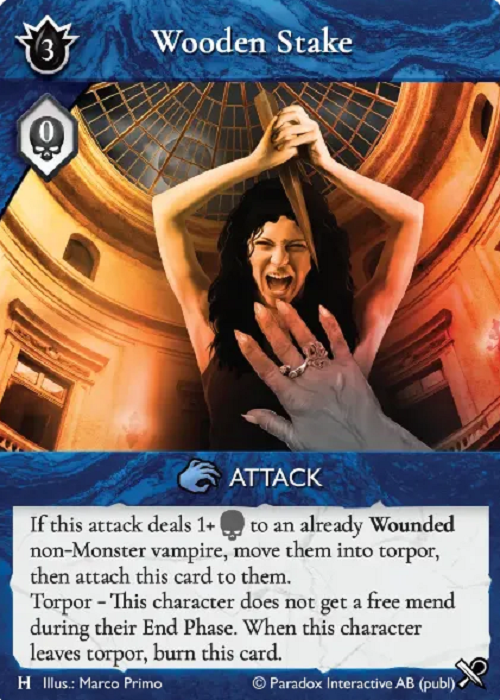 3
Wooden Stake
0
ATTACK
If this attack deals 1+ to an already Wounded
non-Monster vampire, move them into torpor,
then attach this card to them.
Torpor – This character does not get a free mend
during their End Phase. When this character
leaves torpor, burn this card.
H Illus.: Marco Primo © Paradox Interactive AB (publ)